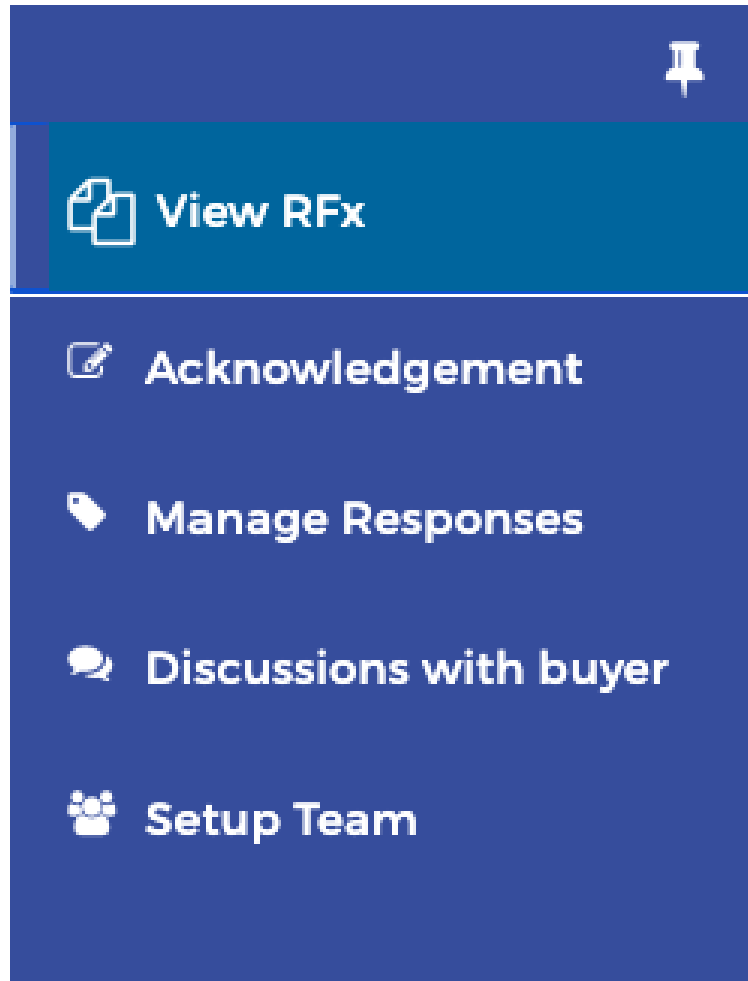 View RFx
Acknowledgement
Manage Responses
Discussions with buyer
Setup Team